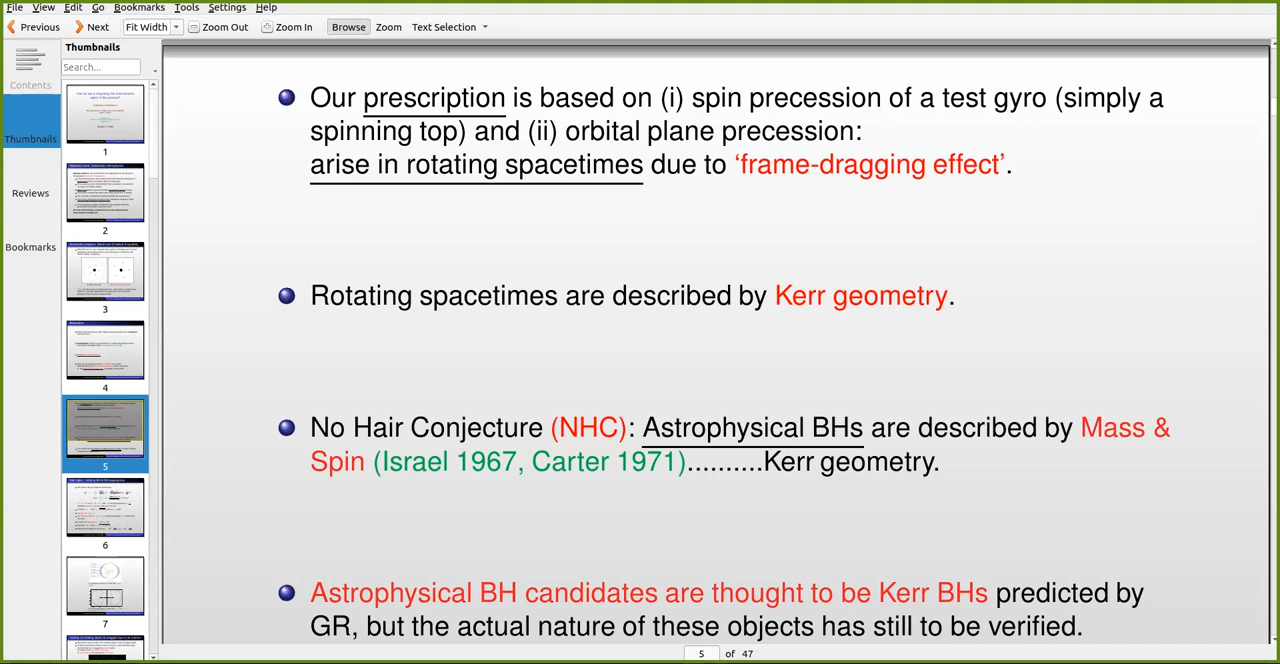 File View Edit Go Bookmarks Tools Settings Help
Previous Next Fit Width Zoom Out Zoom In Browse Zoom Text Selection
Contents
Thumbnails
Reviews
Bookmarks
Thumbnails
Search...
1
2
3
4
5
6
7
Our prescription is based on (i) spin precession of a test gyro (simply a
spinning top) and (ii) orbital plane precession:
arise in rotating spacetimes due to ‘frame-dragging effect’.
Rotating spacetimes are described by Kerr geometry.
No Hair Conjecture (NHC): Astrophysical BHs are described by Mass &
Spin (Israel 1967, Carter 1971)..........Kerr geometry.
Astrophysical BH candidates are thought to be Kerr BHs predicted by
GR, but the actual nature of these objects has still to be verified.
5 of 47